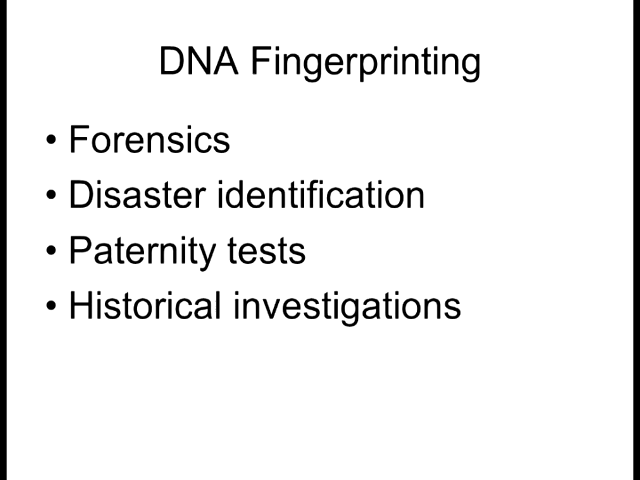 DNA Fingerprinting
• Forensics
• Disaster identification
• Paternity tests
• Historical investigations